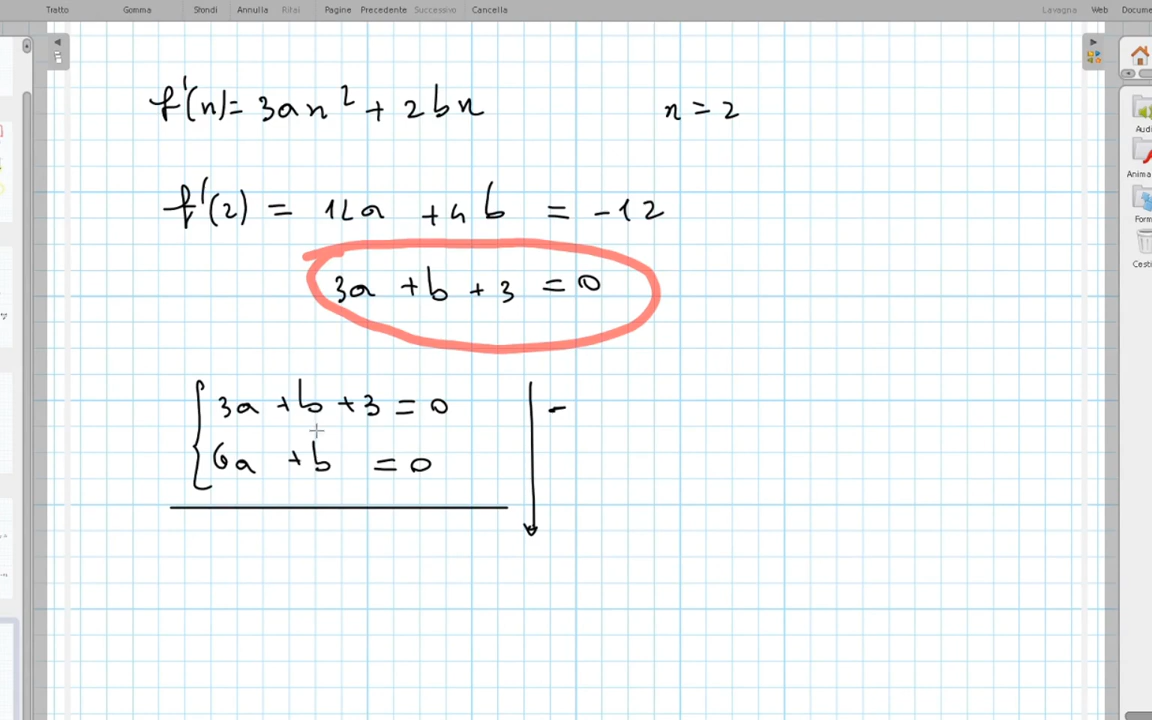 Tratto Gomma Sfondi Annulla Rifai Pagine Precedente Successivo Cancella Lavagna Web
f'(x)= 3ax² + 2bx x = 2
f'(2) = 12a +4b = -12
3a +b +3 =0
3a +b +3 =0 -
6a +b =0